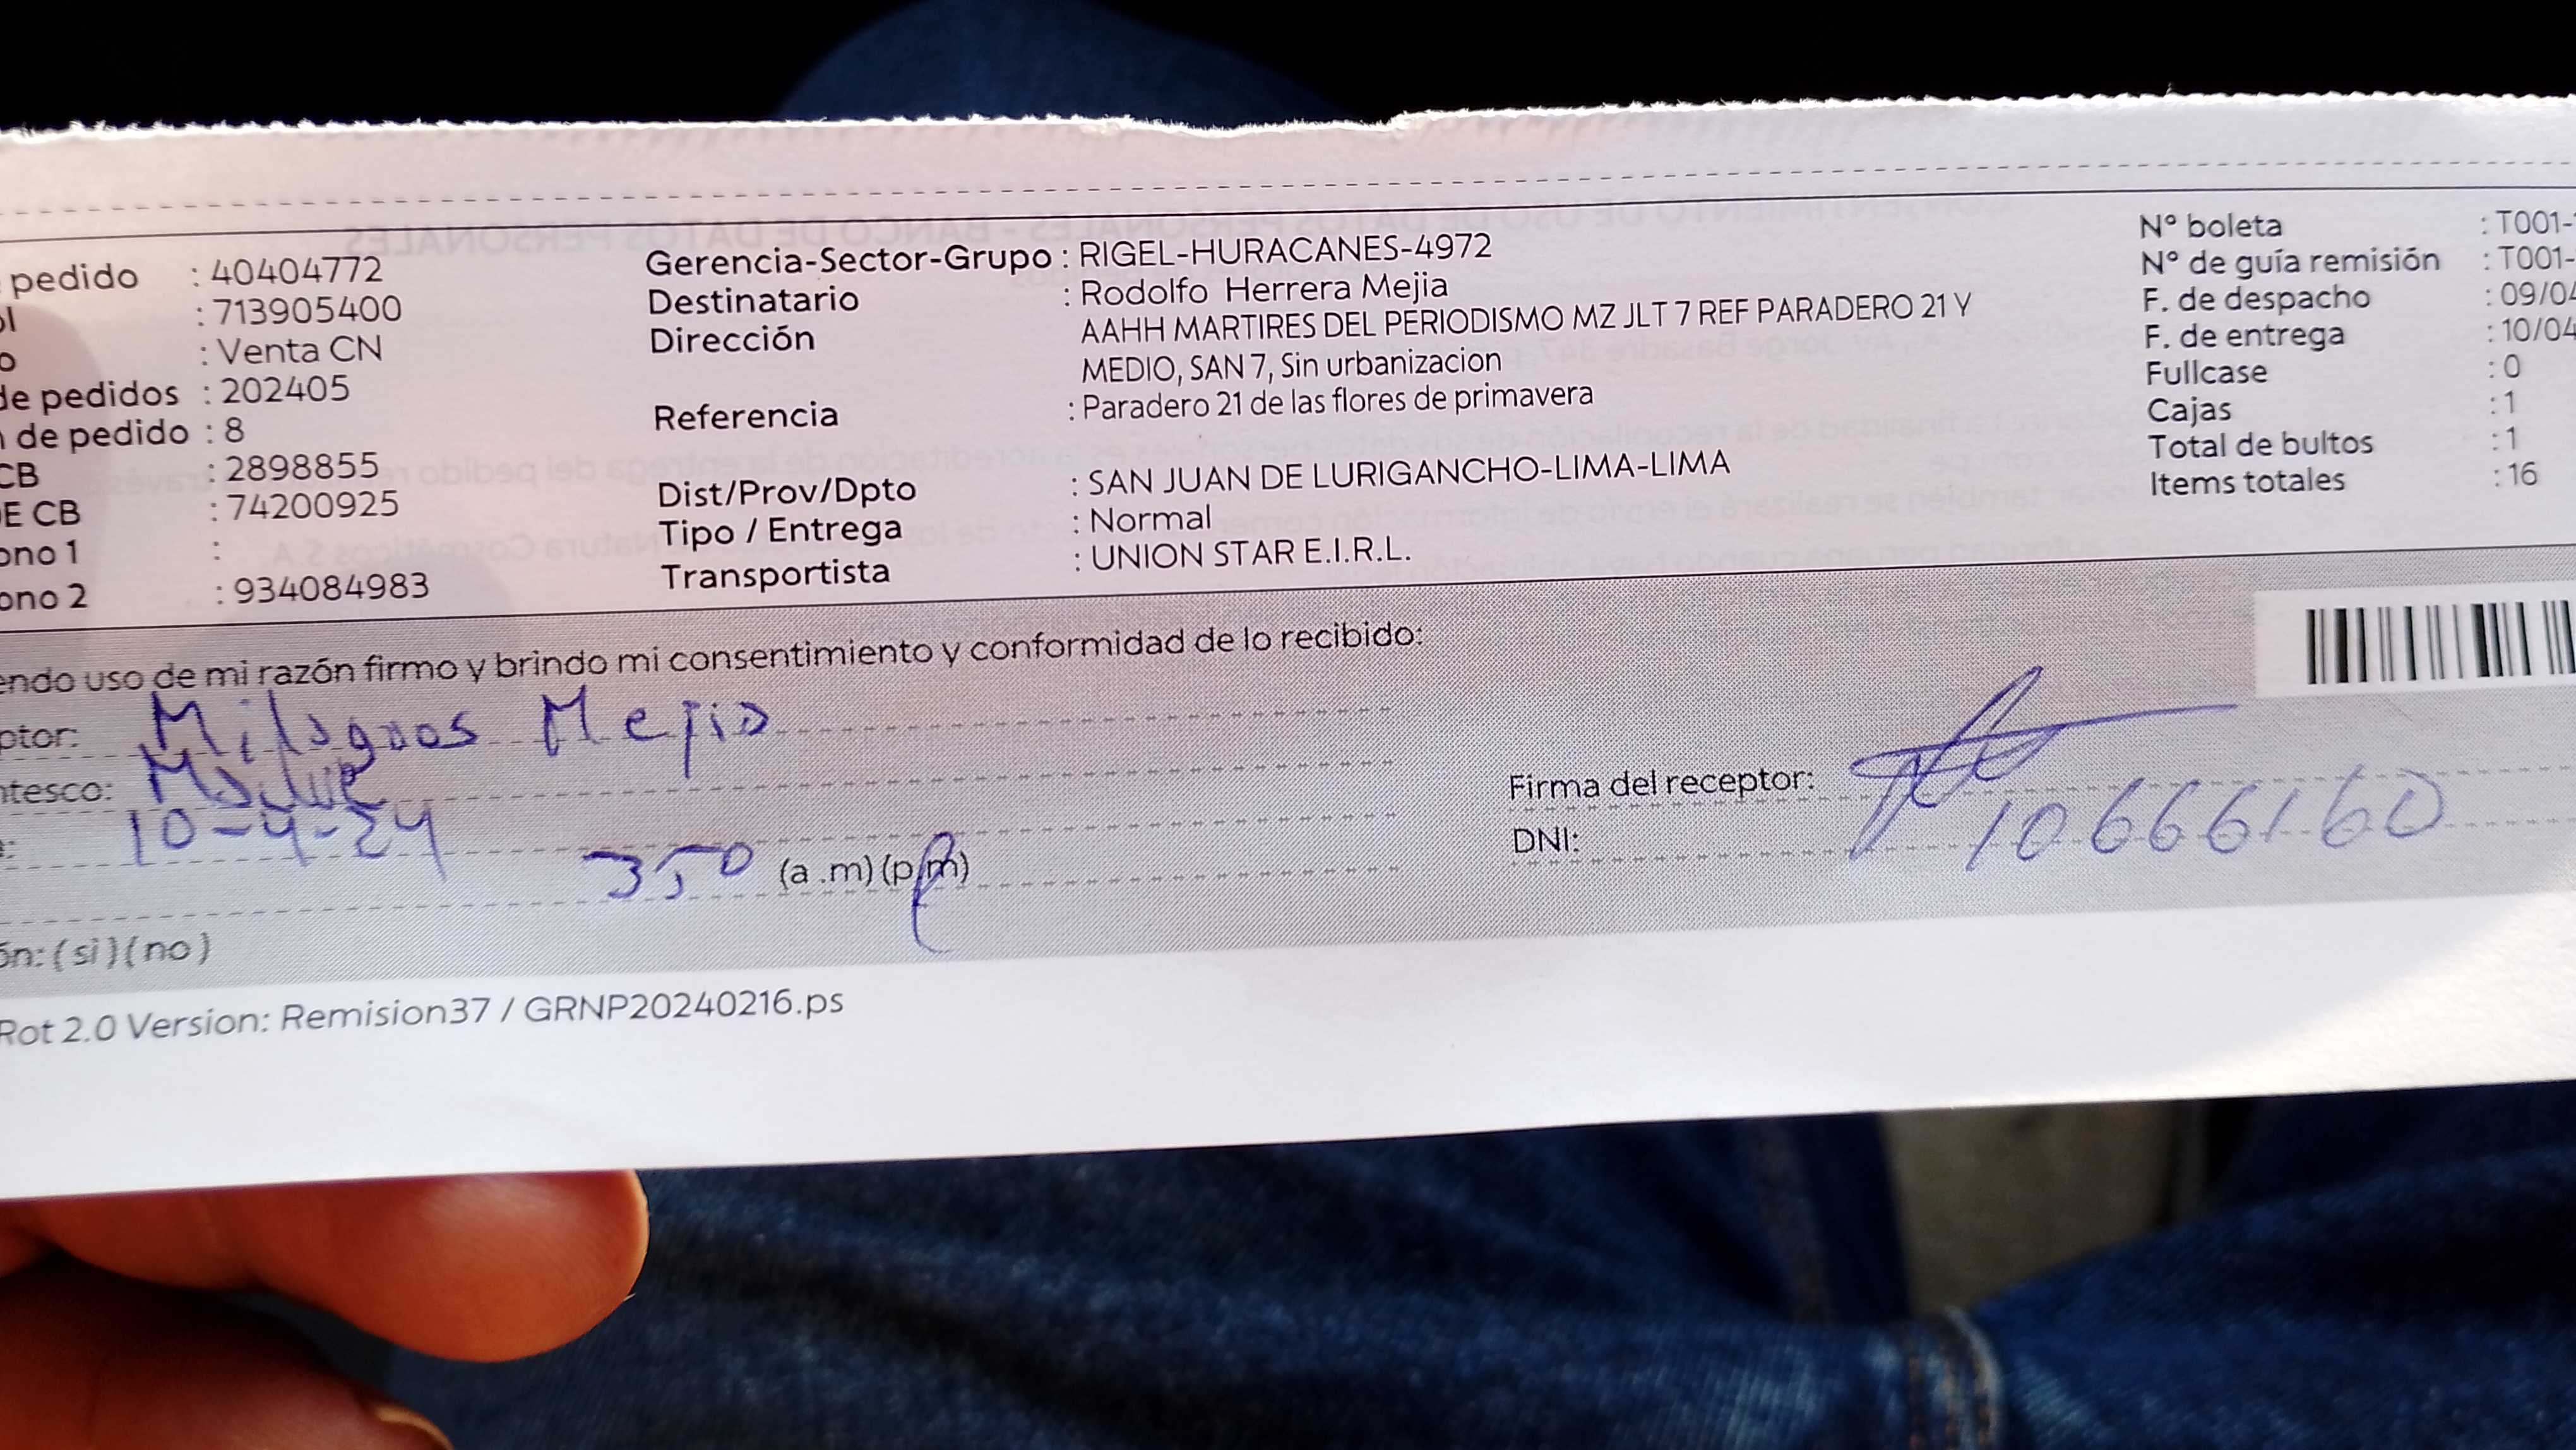 pedido : 40404772
: 713905400
: Venta CN
de pedidos : 202405
de pedido : 8
CB : 2898855
E CB : 74200925
ono 1 :
ono 2 : 934084983
Gerencia-Sector-Grupo : RIGEL-HURACANES-4972
Destinatario : Rodolfo Herrera Mejia
Dirección AAHH MARTIRES DEL PERIODISMO MZ JLT 7 REF PARADERO 21 Y
MEDIO, SAN 7, Sin urbanizacion
Referencia : Paradero 21 de las flores de primavera
Dist/Prov/Dpto : SAN JUAN DE LURIGANCHO-LIMA-LIMA
Tipo / Entrega : Normal
Transportista : UNION STAR E.I.R.L.
Nº boleta : T001-
Nº de guía remisión : T001-
F. de despacho : 09/04
F. de entrega : 10/04
Fullcase : 0
Cajas : 1
Total de bultos : 1
Items totales : 16
endo uso de mi razón firmo y brindo mi consentimiento y conformidad de lo recibido:
ptor: Milagros Mejia
ntesco: Madre
10-4-24
350 (a .m) (p.m)
Firma del receptor:
DNI: 10666160
ón: ( si ) ( no )
Rot 2.0 Version: Remision37 / GRNP20240216.ps